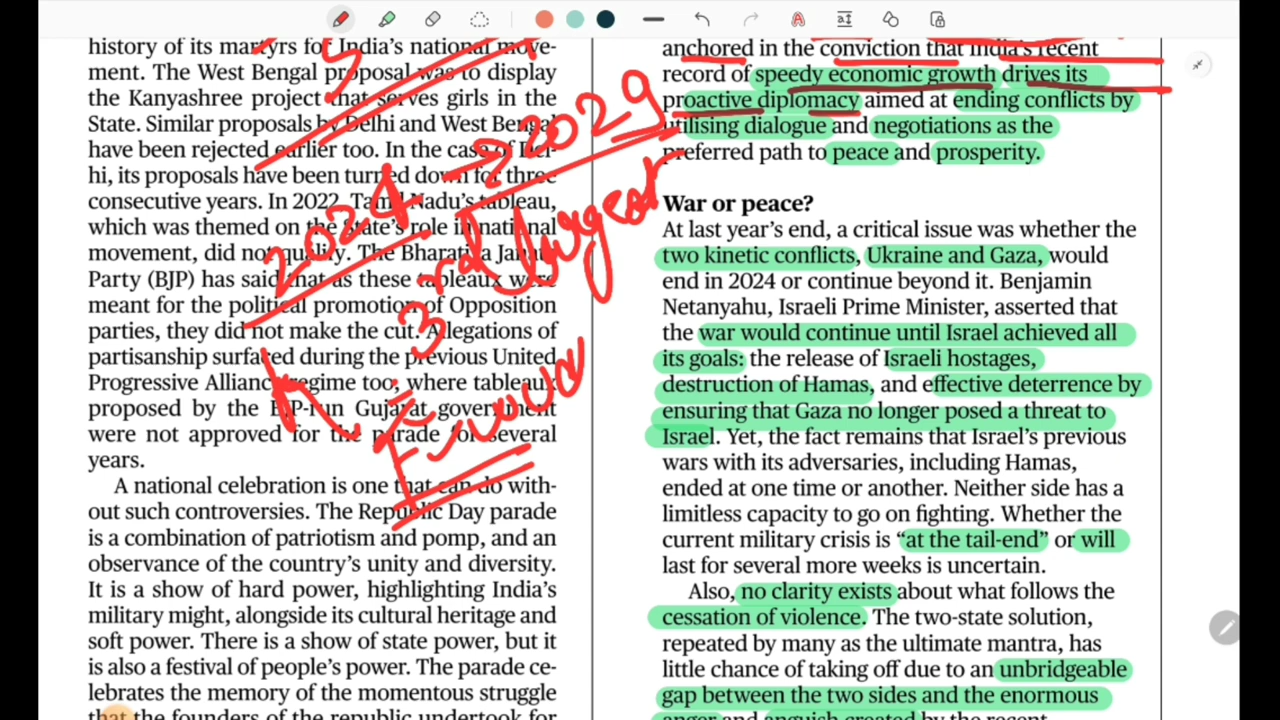 history of its martyrs for India's national move-
ment. The West Bengal proposal was to display
the Kanyashree project that serves girls in the
State. Similar proposals by Delhi and West Bengal
have been rejected earlier too. In the case of Del-
hi, its proposals have been turned down for three
consecutive years. In 2022, Tamil Nadu's tableau,
which was themed on the State's role in national
movement, did not qualify. The Bharatiya Janata
Party (BJP) has said that as these tableaux were
meant for the political promotion of Opposition
parties, they did not make the cut. Allegations of
partisanship surfaced during the previous United
Progressive Alliance regime too, where tableaux
proposed by the BJP-run Gujarat government
were not approved for the parade for several
years.
A national celebration is one that can do with-
out such controversies. The Republic Day parade
is a combination of patriotism and pomp, and an
observance of the country's unity and diversity.
It is a show of hard power, highlighting India's
military might, alongside its cultural heritage and
soft power. There is a show of state power, but it
is also a festival of people's power. The parade ce-
lebrates the memory of the momentous struggle
that the founders of the republic undertook for
5
2024 → 2029
3rd largest
anchored in the conviction that India's recent
record of speedy economic growth drives its
proactive diplomacy aimed at ending conflicts by
utilising dialogue and negotiations as the
preferred path to peace and prosperity.
War or peace?
At last year's end, a critical issue was whether the
two kinetic conflicts, Ukraine and Gaza, would
end in 2024 or continue beyond it. Benjamin
Netanyahu, Israeli Prime Minister, asserted that
the war would continue until Israel achieved all
its goals: the release of Israeli hostages,
destruction of Hamas, and effective deterrence by
ensuring that Gaza no longer posed a threat to
Israel. Yet, the fact remains that Israel's previous
wars with its adversaries, including Hamas,
ended at one time or another. Neither side has a
limitless capacity to go on fighting. Whether the
current military crisis is “at the tail-end” or will
last for several more weeks is uncertain.
Also, no clarity exists about what follows the
cessation of violence. The two-state solution,
repeated by many as the ultimate mantra, has
little chance of taking off due to an unbridgeable
gap between the two sides and the enormous
anger and anguish created by the recent